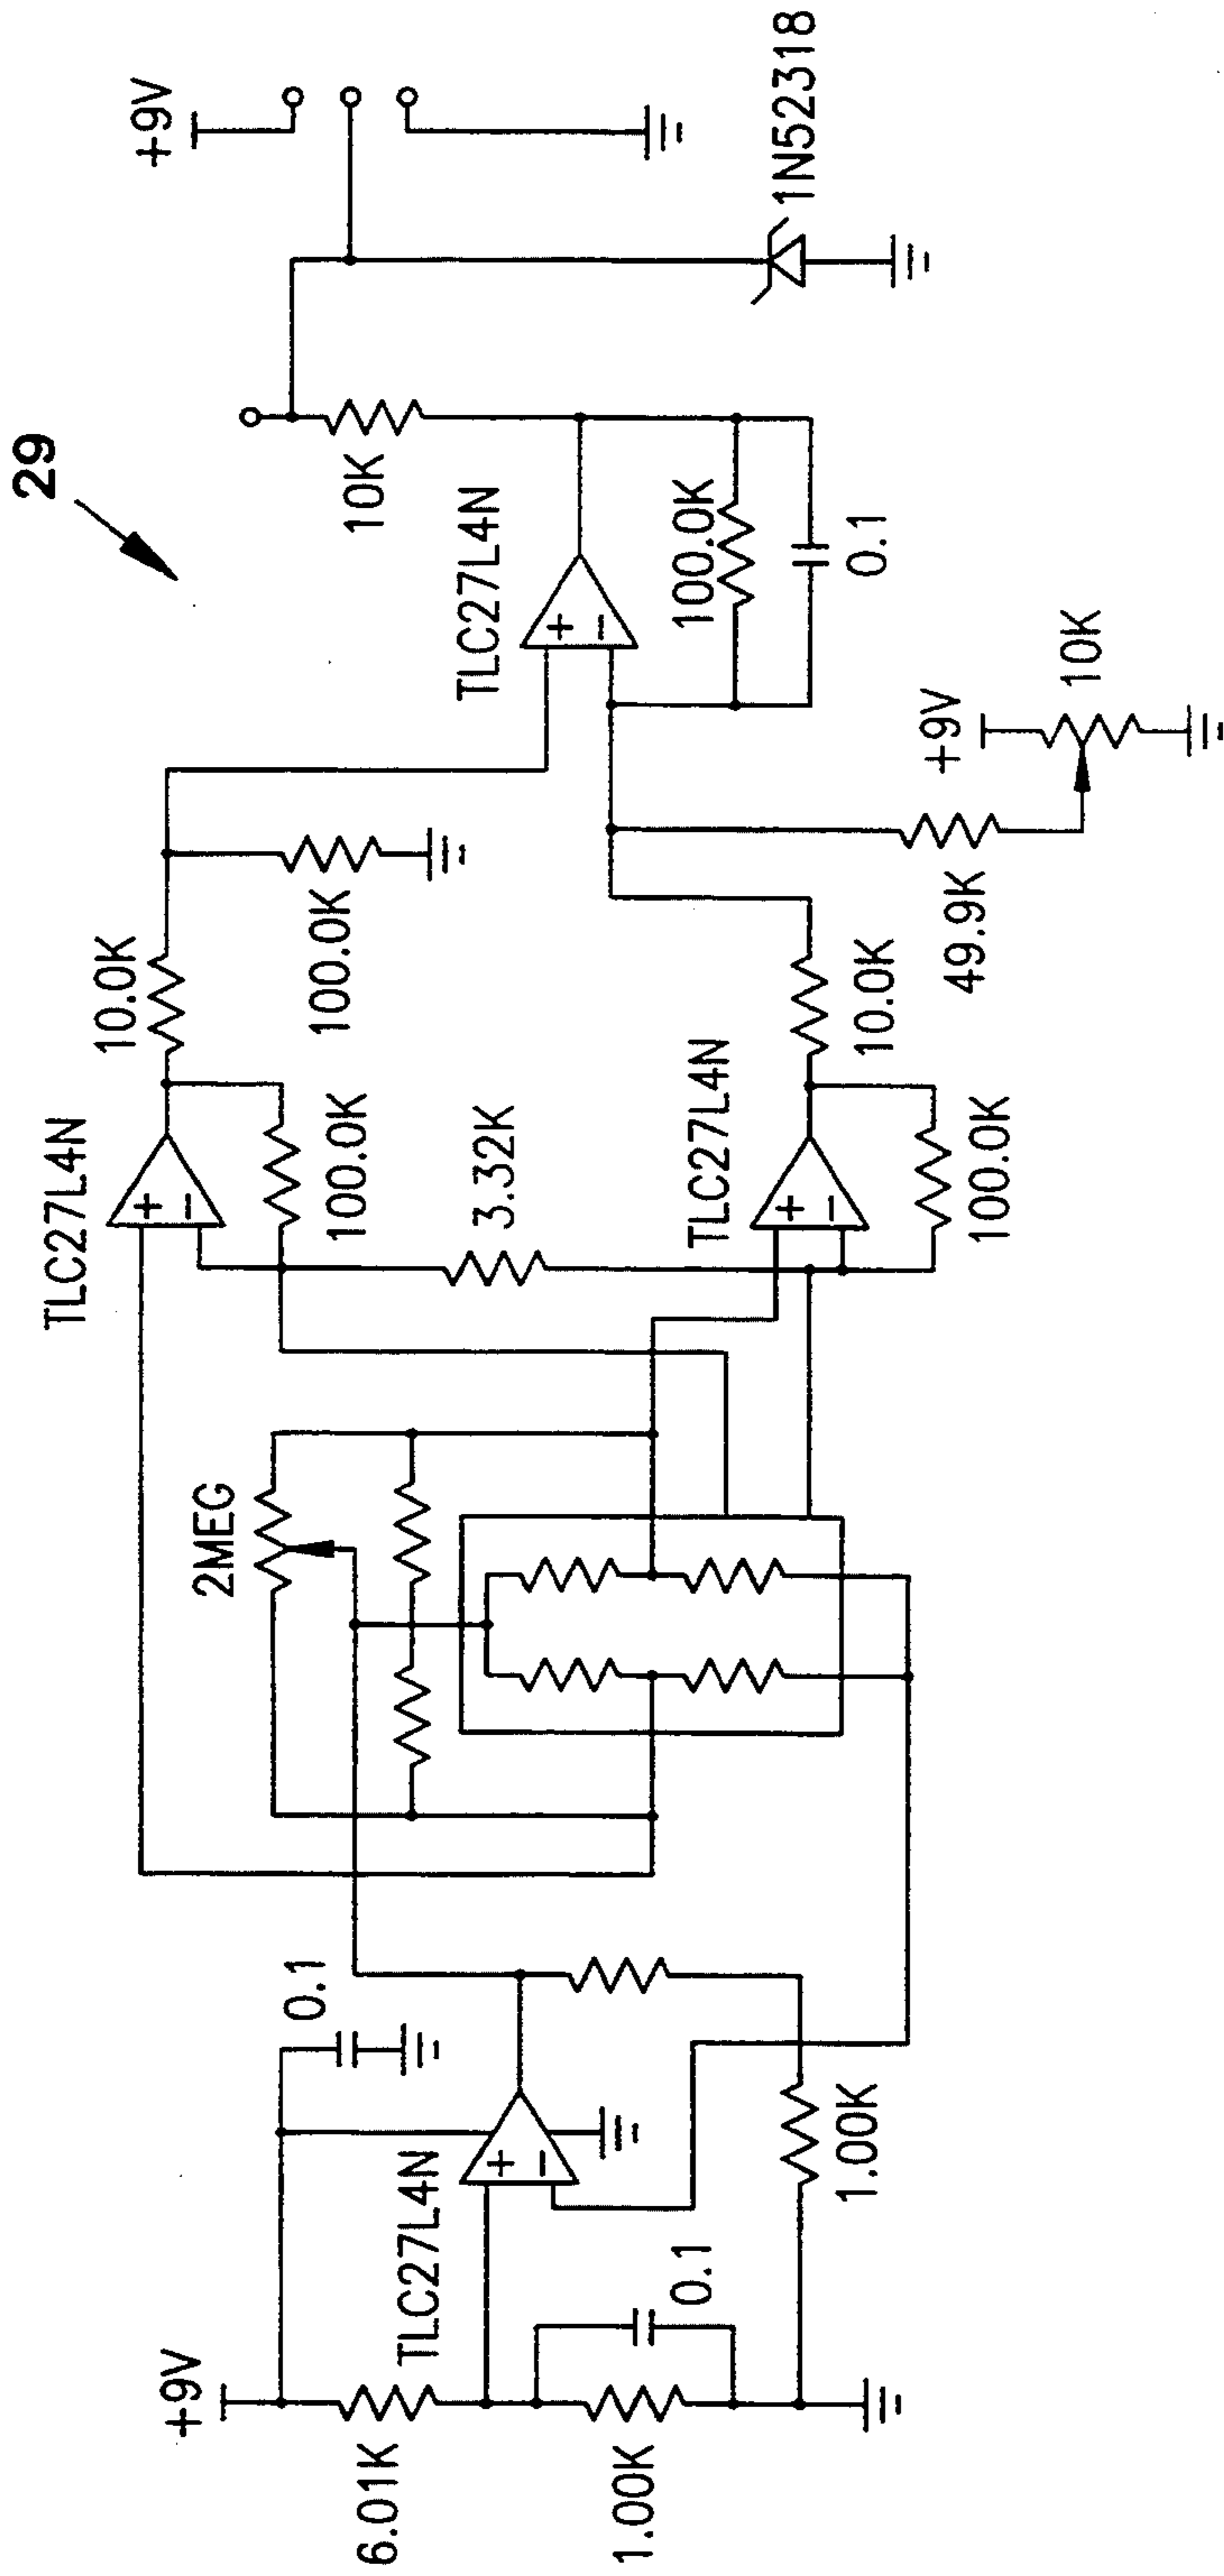 29
+9V
6.01K
1.00K
0.1
TLC27L4N
0.1
1.00K
2MEG
TLC27L4N
100.0K
3.32K
TLC27L4N
100.0K
10.0K
100.0K
10.0K
49.9K
+9V
10K
TLC27L4N
100.0K
0.1
10K
+9V
1N52318